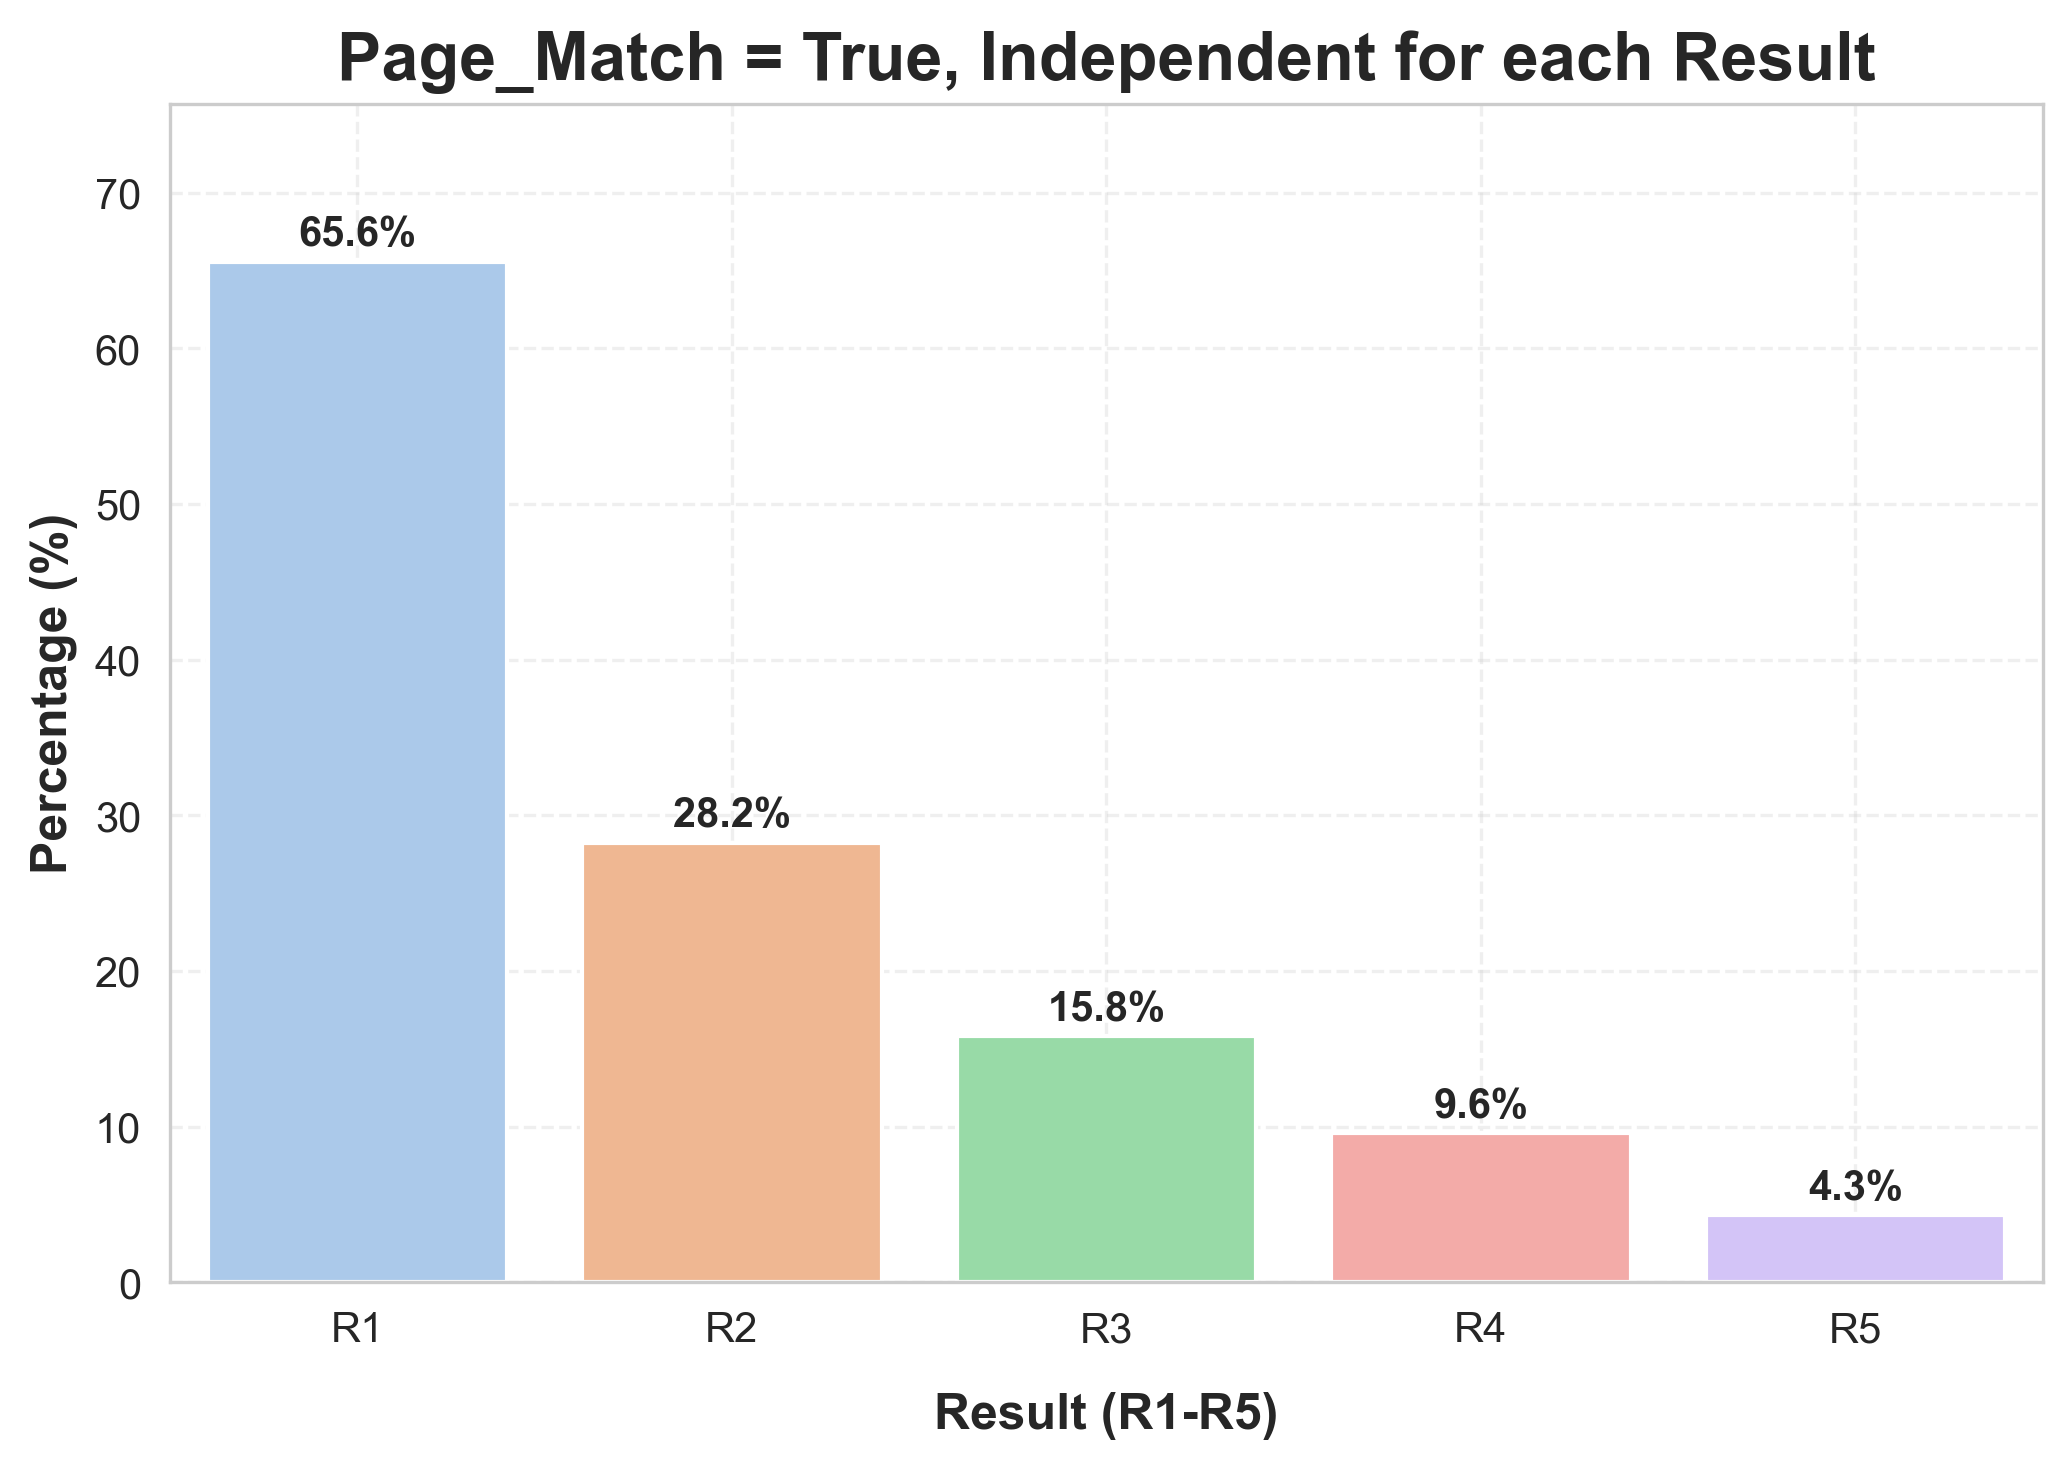 Page_Match = True, Independent for each Result
Percentage (%)
70
60
50
40
30
20
10
0
65.6%
28.2%
15.8%
9.6%
4.3%
R1
R2
R3
R4
R5
Result (R1-R5)